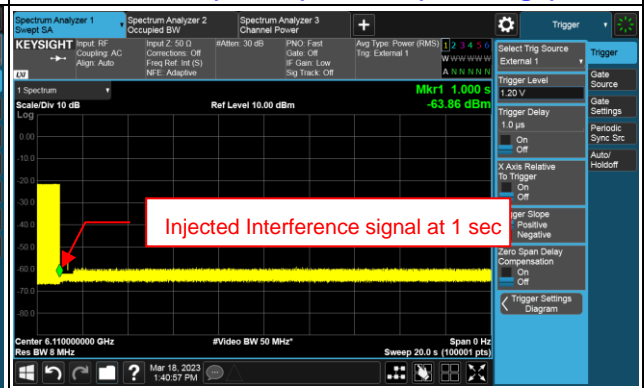 Spectrum Analyzer 1
Swept SA
Spectrum Analyzer 2
Occupied BW
Spectrum Analyzer 3
Channel Power
Trigger
KEYSIGHT
Input: RF
Coupling: AC
Align: Auto
Input Z: 50 Ω
Corrections: Off
Freq Ref: Int (S)
NFE: Adaptive
#Atten: 30 dB
PNO: Fast
Gate: Off
IF Gain: Low
Sig Track: Off
Avg Type: Power (RMS)
Trig: External 1
1 2 3 4 5 6
W W W W W W
A N N N N N
LXI
1 Spectrum
Scale/Div 10 dB
Log
Ref Level 10.00 dBm
Mkr1 1.000 s
-63.86 dBm
0.00
-10.0
-20.0
-30.0
-40.0
-50.0
-60.0
-70.0
-80.0
Injected Interference signal at 1 sec
Center 6.110000000 GHz
Res BW 8 MHz
#Video BW 50 MHz*
Span 0 Hz
Sweep 20.0 s (100001 pts)
Mar 18, 2023
1:40:57 PM
Select Trig Source
External 1
Trigger Level
1.20 V
Trigger Delay
1.0 µs
On
Off
X Axis Relative
To Trigger
On
Off
Slope
Positive
Negative
Zero Span Delay
Compensation
On
Off
Trigger Settings
Diagram
Trigger
Gate
Source
Gate
Settings
Periodic
Sync Src
Auto/
Holdoff